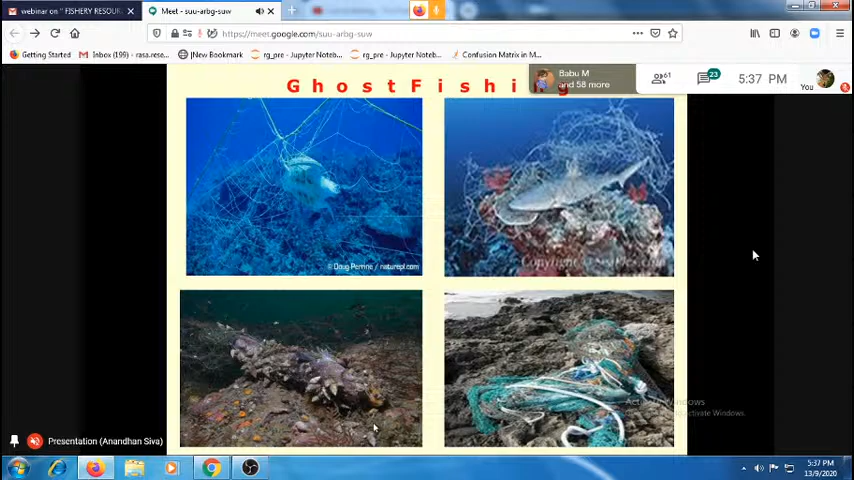 webinar on " FISHERY RESOUR
Meet - suu-arbg-suw
https://meet.google.com/suu-arbg-suw
Getting Started
Inbox (199) - rasa.rese...
|New Bookmark
rg_pre - Jupyter Noteb...
rg_pre - Jupyter Noteb...
Confusion Matrix in M...
Babu M
and 58 more
61
23
5:37 PM
You
GhostFishi g
© Doug Perrine / naturepl.com
Presentation (Anandhan Siva)
Activate Windows
5:37 PM
13/9/2020